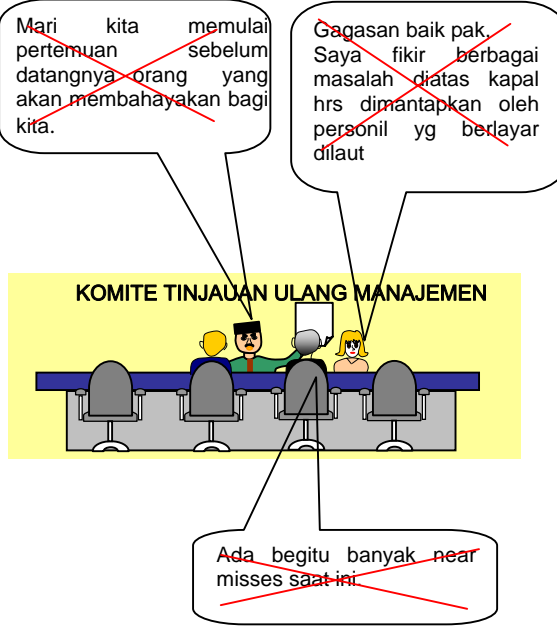 Mari kita memulai
pertemuan sebelum
datangnya orang yang
akan membahayakan bagi
kita.
Gagasan baik pak.
Saya fikir berbagai
masalah diatas kapal
hrs dimantapkan oleh
personil yg berlayar
dilaut
KOMITE TINJAUAN ULANG MANAJEMEN
Ada begitu banyak near
misses saat ini.